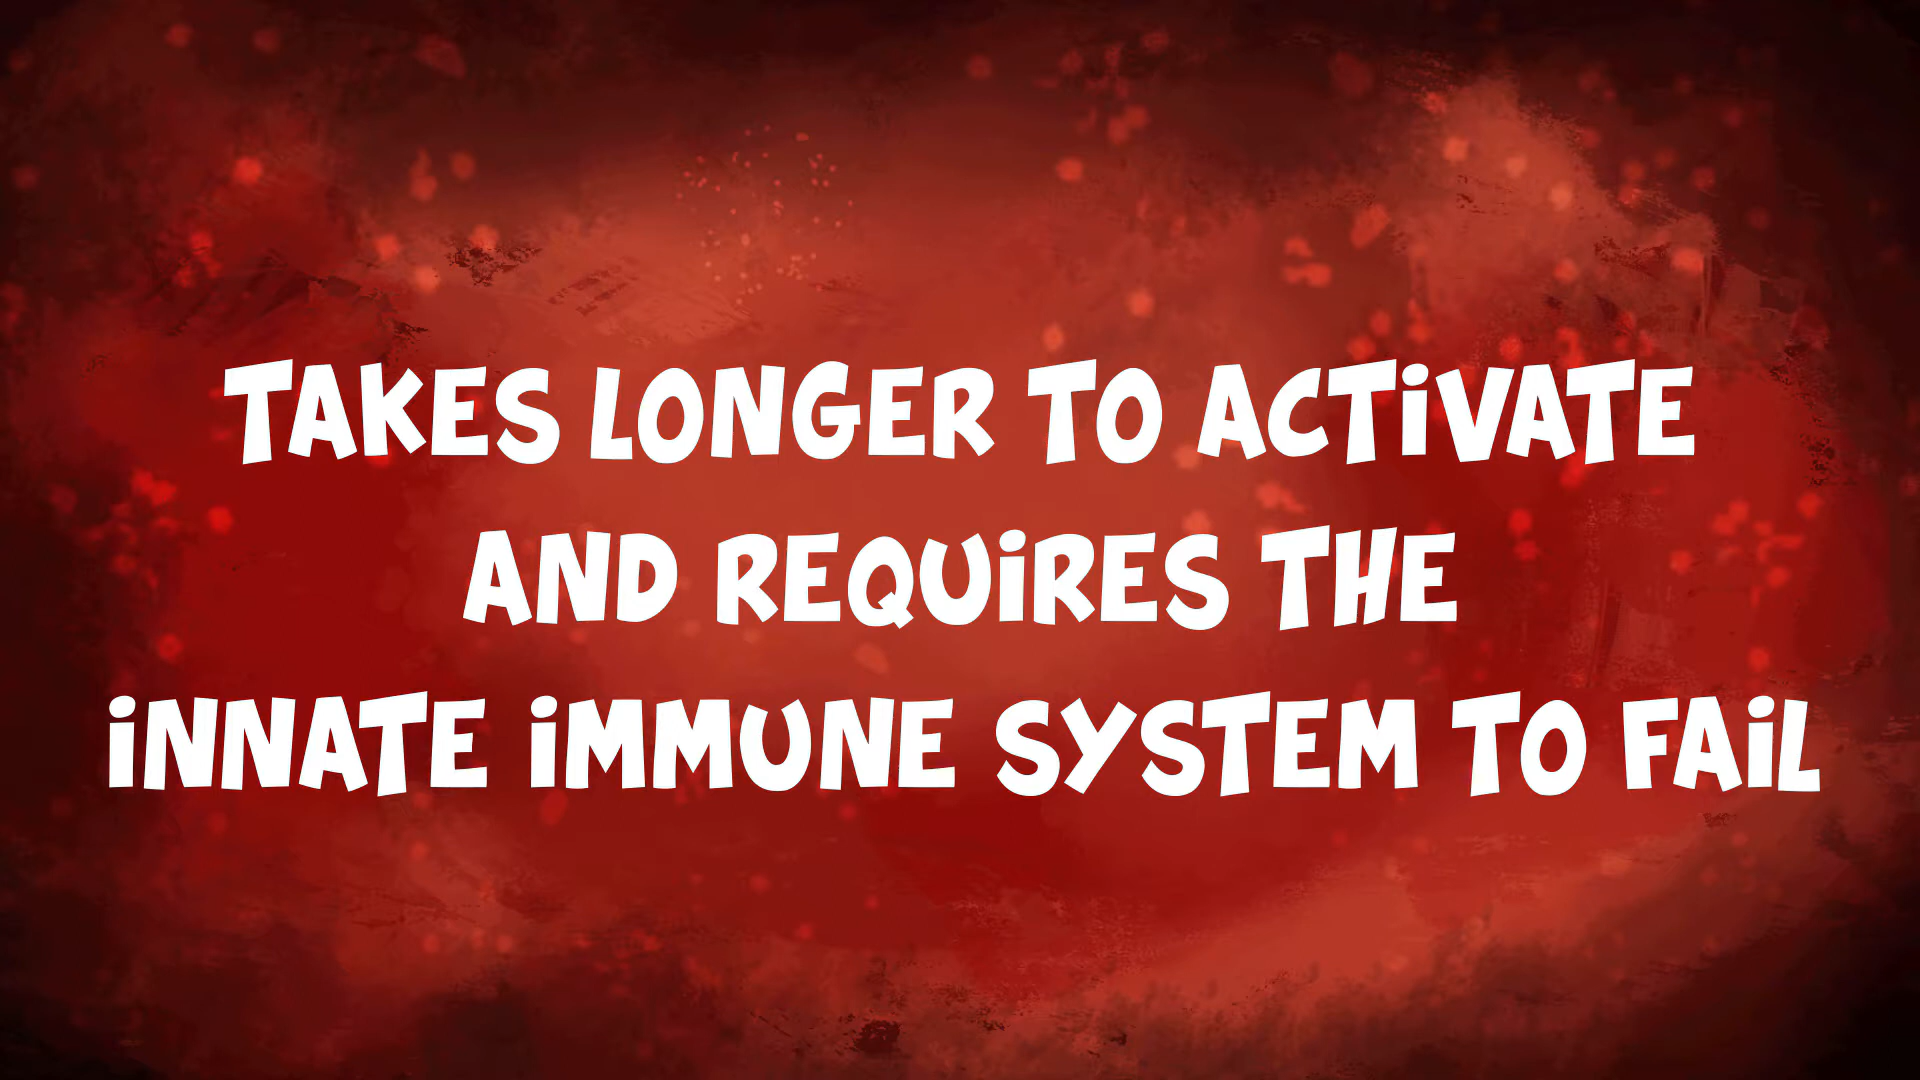 TAKES LONGER TO ACTiVATE
AND REQUiRES THE
iNNATE iMMUNE SYSTEM TO FAiL